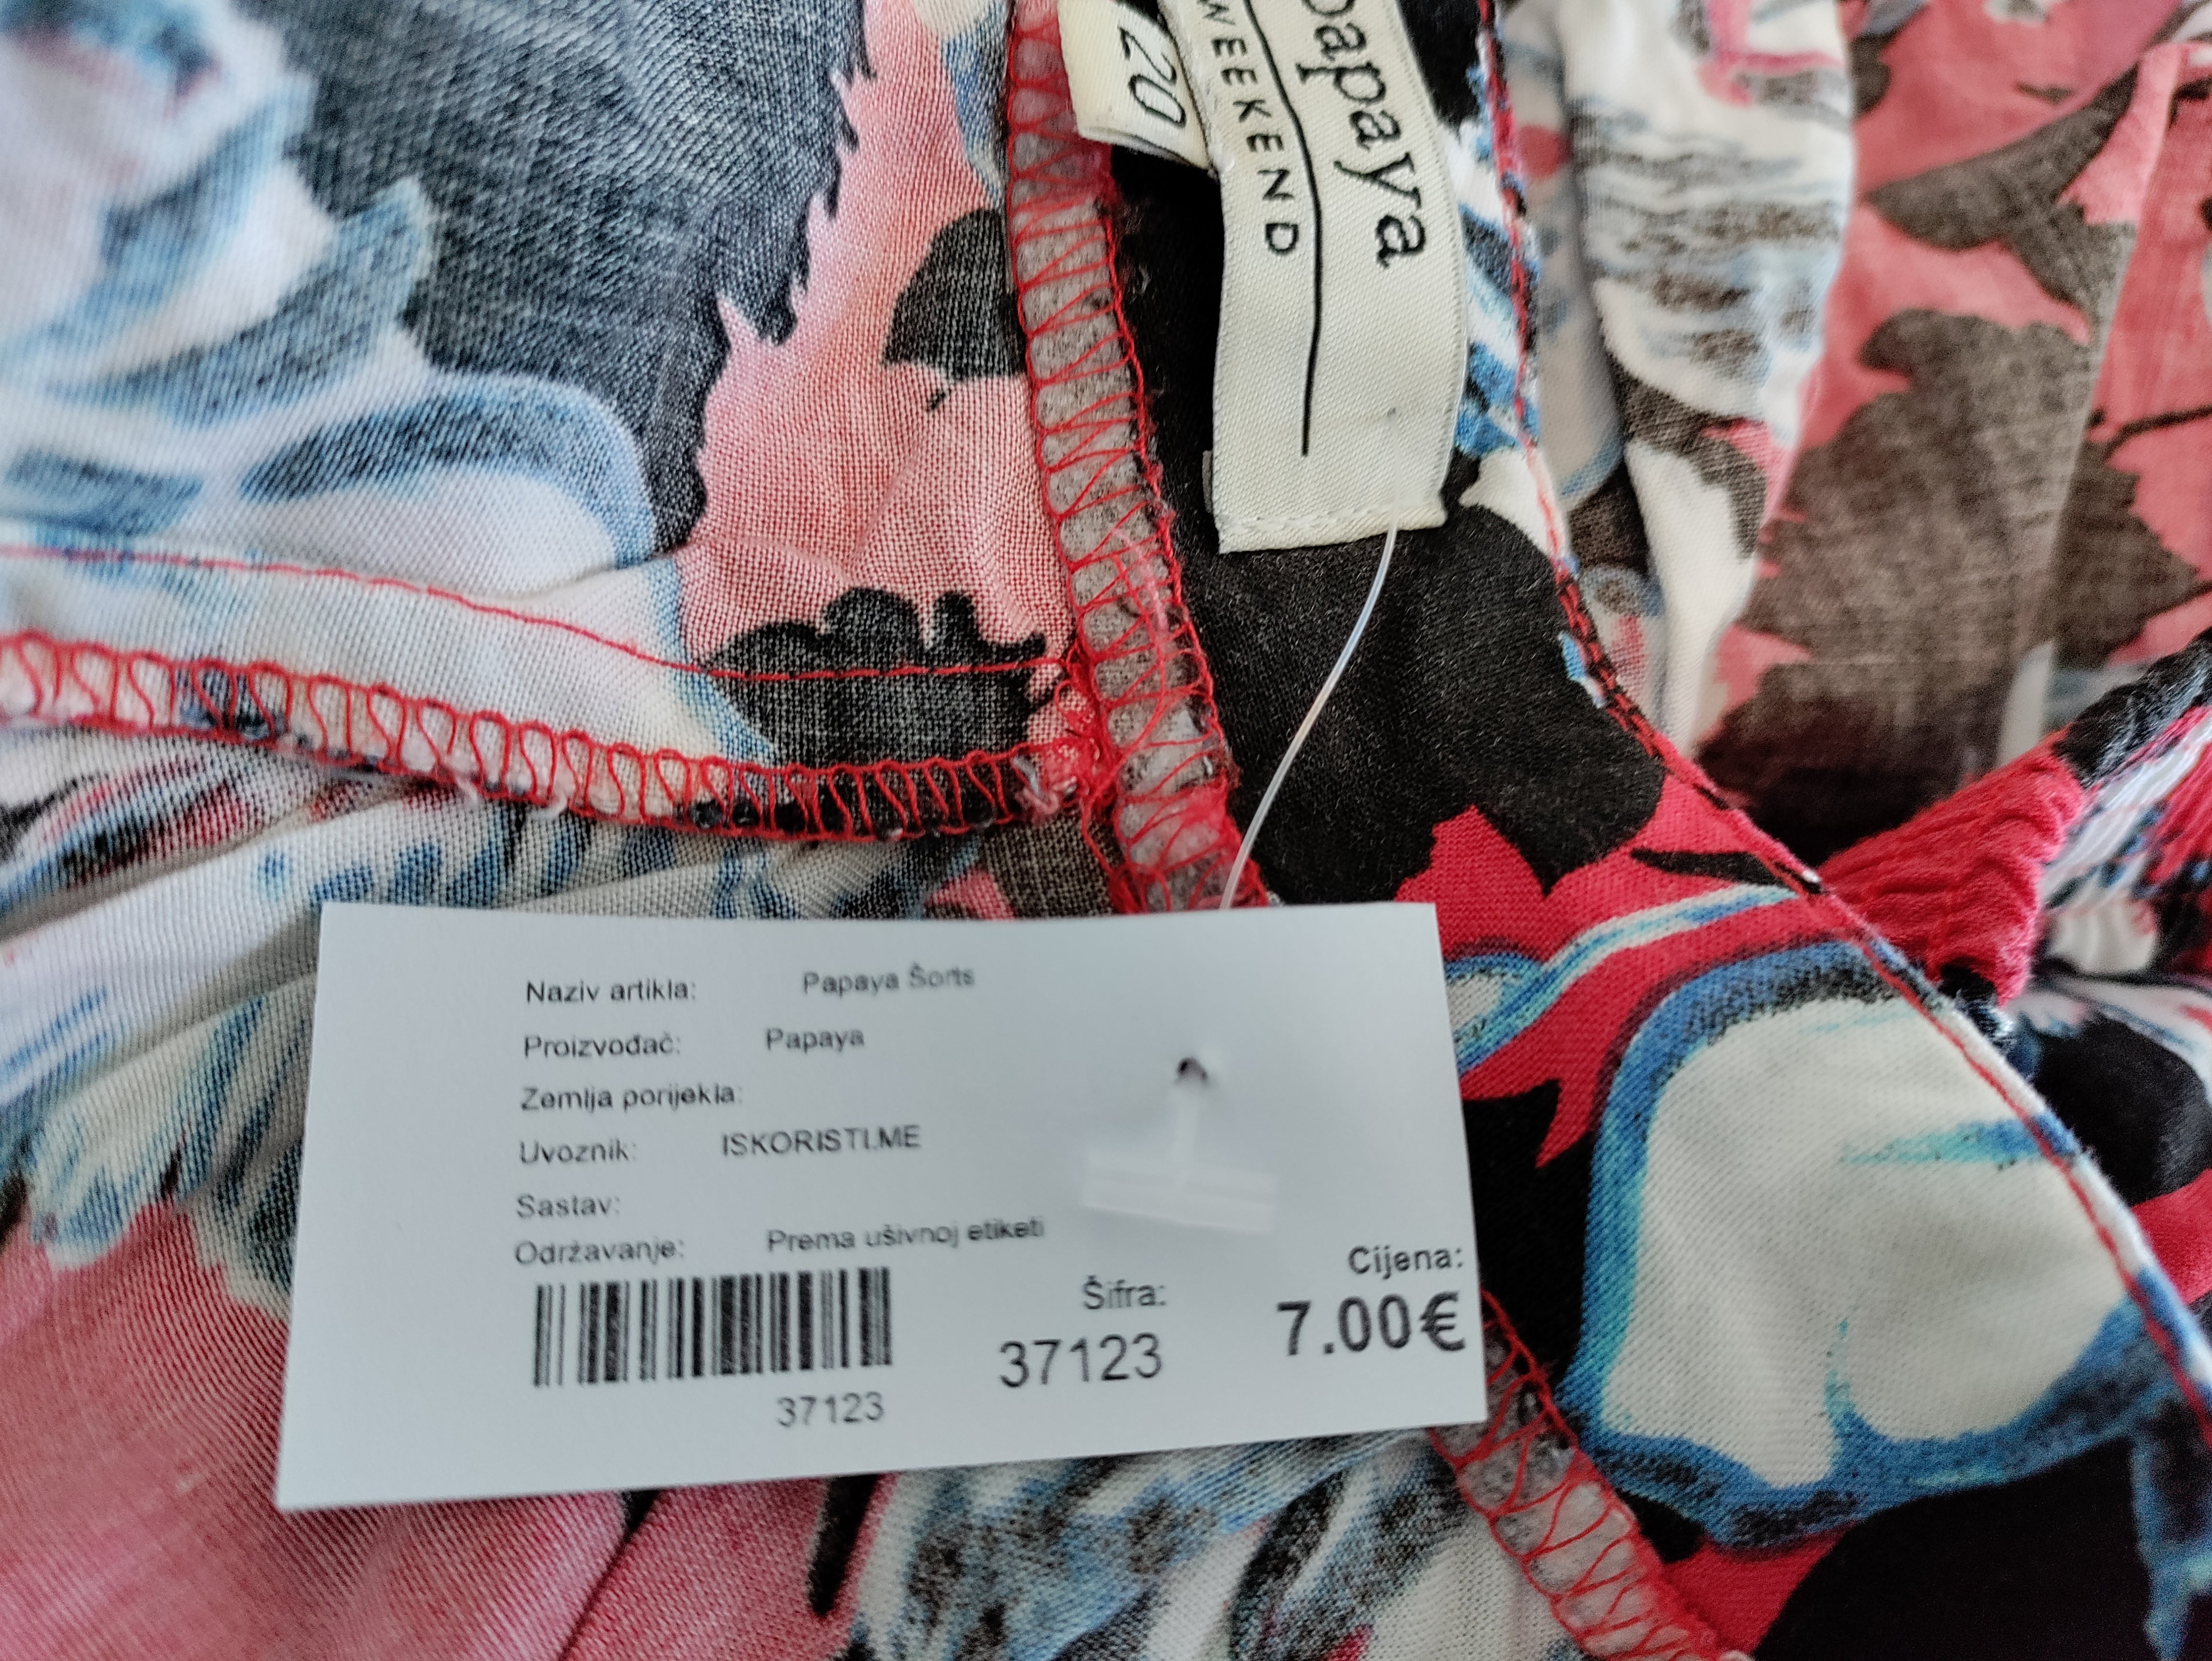 20
papaya
WEEKEND
Naziv artikla: Papaya Šorts
Proizvođač: Papaya
Zemlja porijekla:
Uvoznik: ISKORISTI.ME
Sastav:
Održavanje: Prema ušivnoj etiketi
Šifra: Cijena:
37123 7.00€
37123